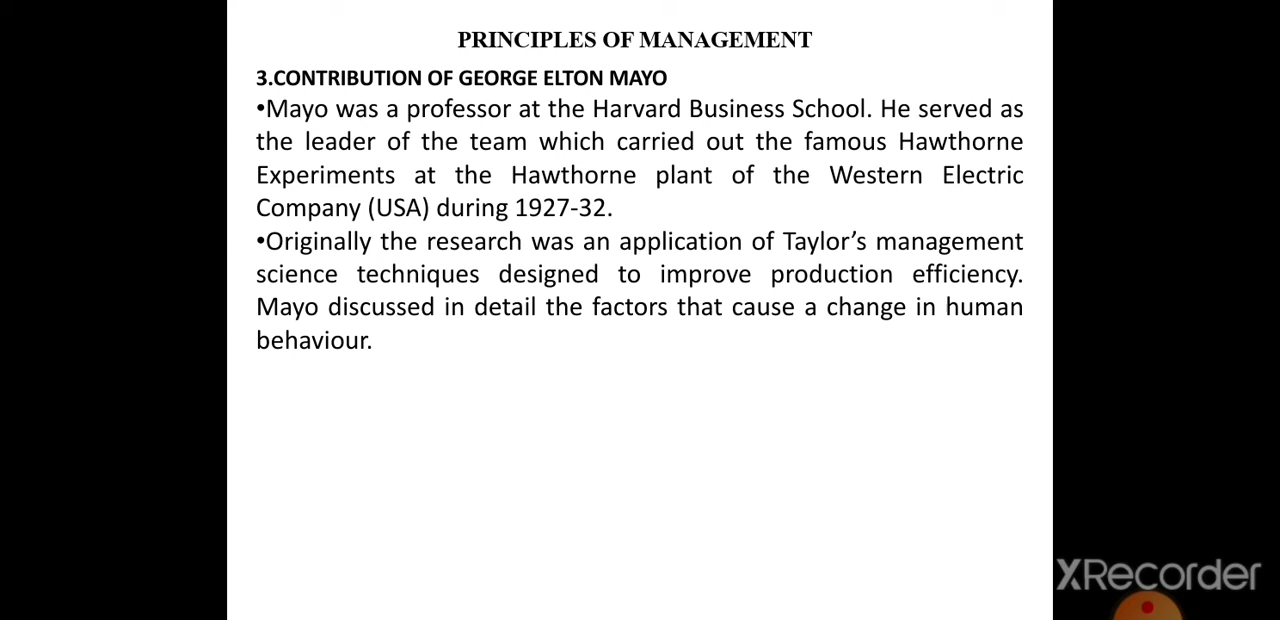 PRINCIPLES OF MANAGEMENT
3.CONTRIBUTION OF GEORGE ELTON MAYO
•Mayo was a professor at the Harvard Business School. He served as
the leader of the team which carried out the famous Hawthorne
Experiments at the Hawthorne plant of the Western Electric
Company (USA) during 1927-32.
•Originally the research was an application of Taylor’s management
science techniques designed to improve production efficiency.
Mayo discussed in detail the factors that cause a change in human
behaviour.
XRecorder